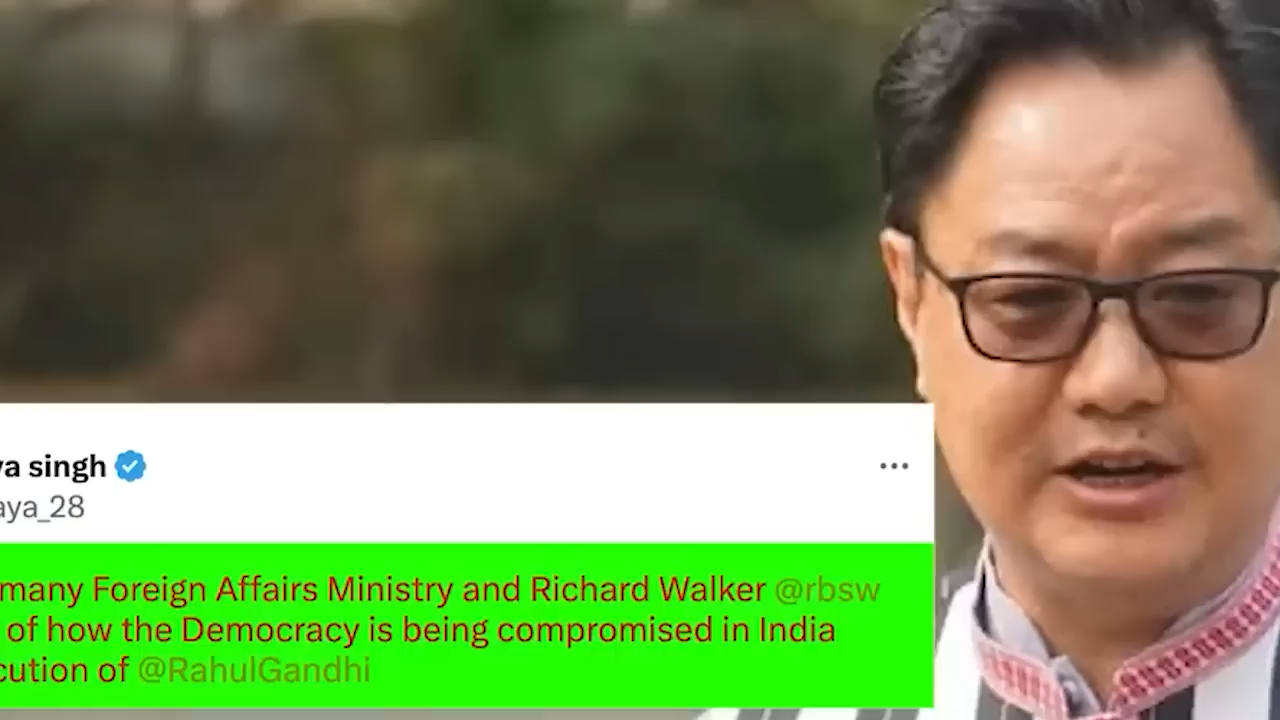 va singh
aya_28
many Foreign Affairs Ministry and Richard Walker @rbsw
of how the Democracy is being compromised in India
cution of @RahulGandhi